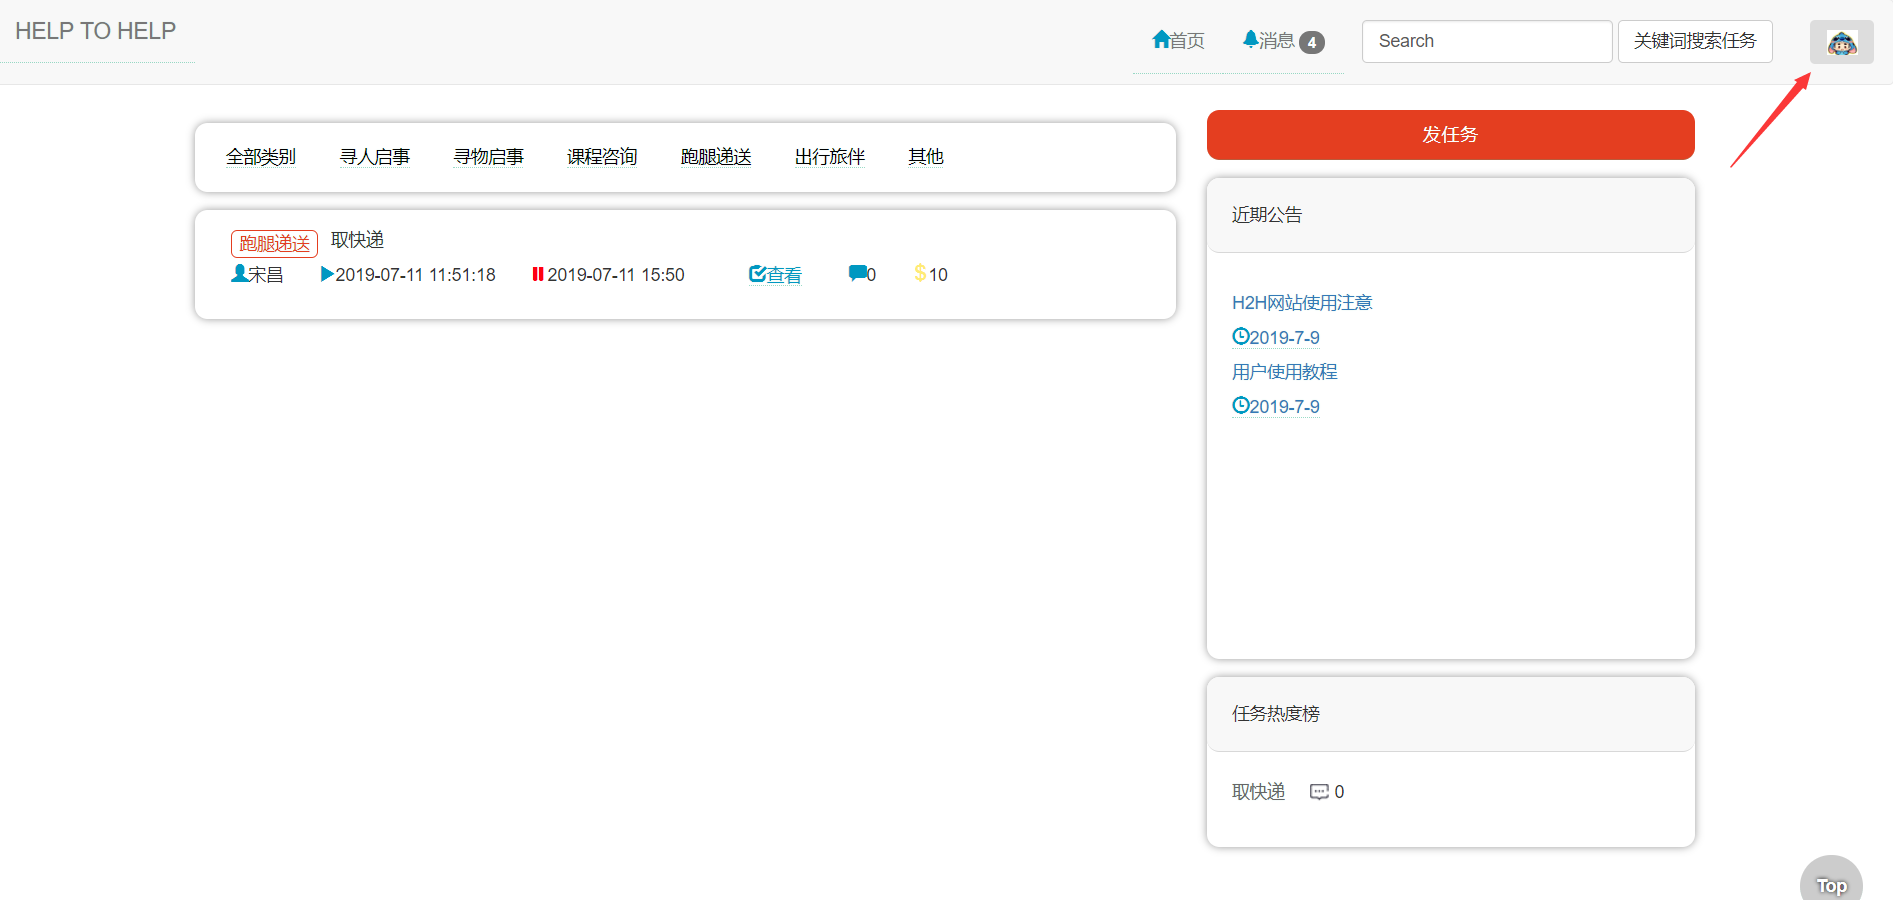 HELP TO HELP
首页 消息 4 Search 关键词搜索任务
全部类别 寻人启事 寻物启事 课程咨询 跑腿递送 出行旅伴 其他
跑腿递送 取快递
宋昌 2019-07-11 11:51:18 2019-07-11 15:50 查看 0 $10
发任务
近期公告
H2H网站使用注意
2019-7-9
用户使用教程
2019-7-9
任务热度榜
取快递 0
Top